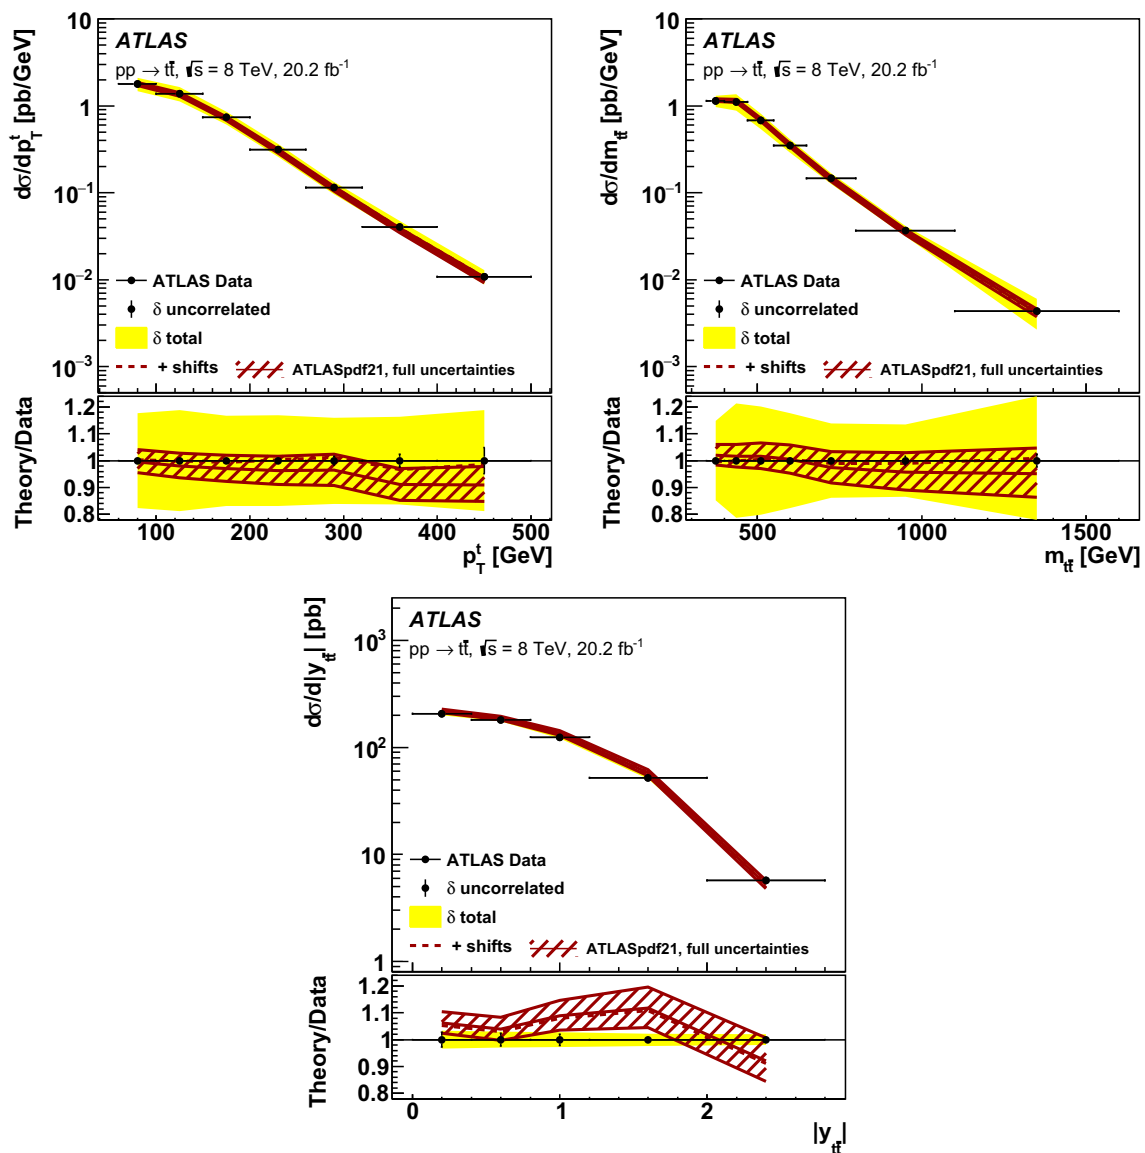 dσ/dp_T^t [pb/GeV]
10
1
10⁻¹
10⁻²
10⁻³
ATLAS
pp → tt̄, √s = 8 TeV, 20.2 fb⁻¹
ATLAS Data
δ uncorrelated
δ total
+ shifts
ATLASpdf21, full uncertainties
Theory/Data
1.2
1.1
1
0.9
0.8
100 200 300 400 500
p_T^t [GeV]
dσ/dm_tt̄ [pb/GeV]
10
1
10⁻¹
10⁻²
10⁻³
ATLAS
pp → tt̄, √s = 8 TeV, 20.2 fb⁻¹
ATLAS Data
δ uncorrelated
δ total
+ shifts
ATLASpdf21, full uncertainties
Theory/Data
1.2
1.1
1
0.9
0.8
500 1000 1500
m_tt̄ [GeV]
dσ/d|y_tt̄| [pb]
10³
10²
10
1
ATLAS
pp → tt̄, √s = 8 TeV, 20.2 fb⁻¹
ATLAS Data
δ uncorrelated
δ total
+ shifts
ATLASpdf21, full uncertainties
Theory/Data
1.2
1.1
1
0.9
0.8
0 1 2
|y_tt̄|